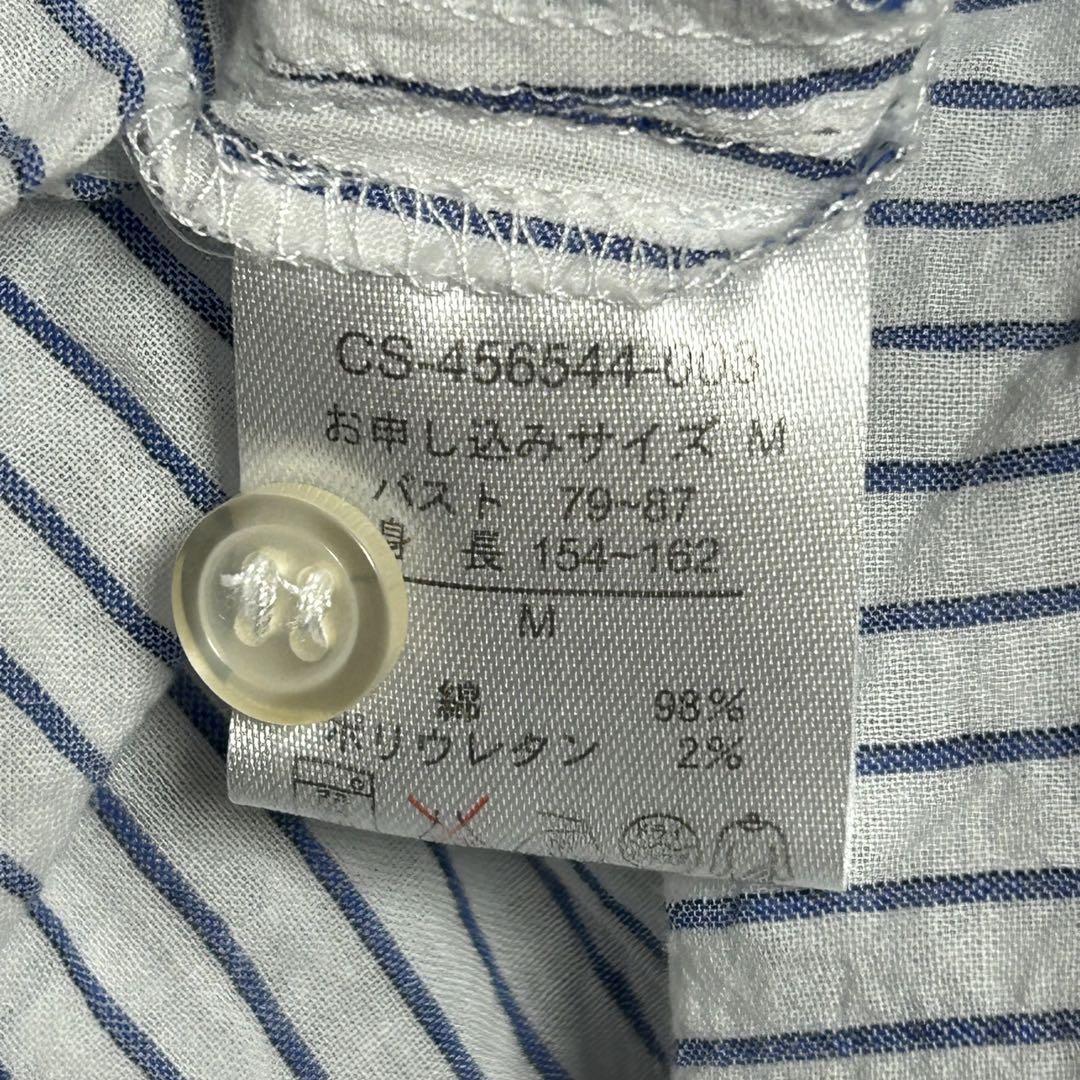 CS-456544-003
お申し込みサイズ M
バスト 79~87
身 長 154~162
M
綿 98%
ポリウレタン 2%